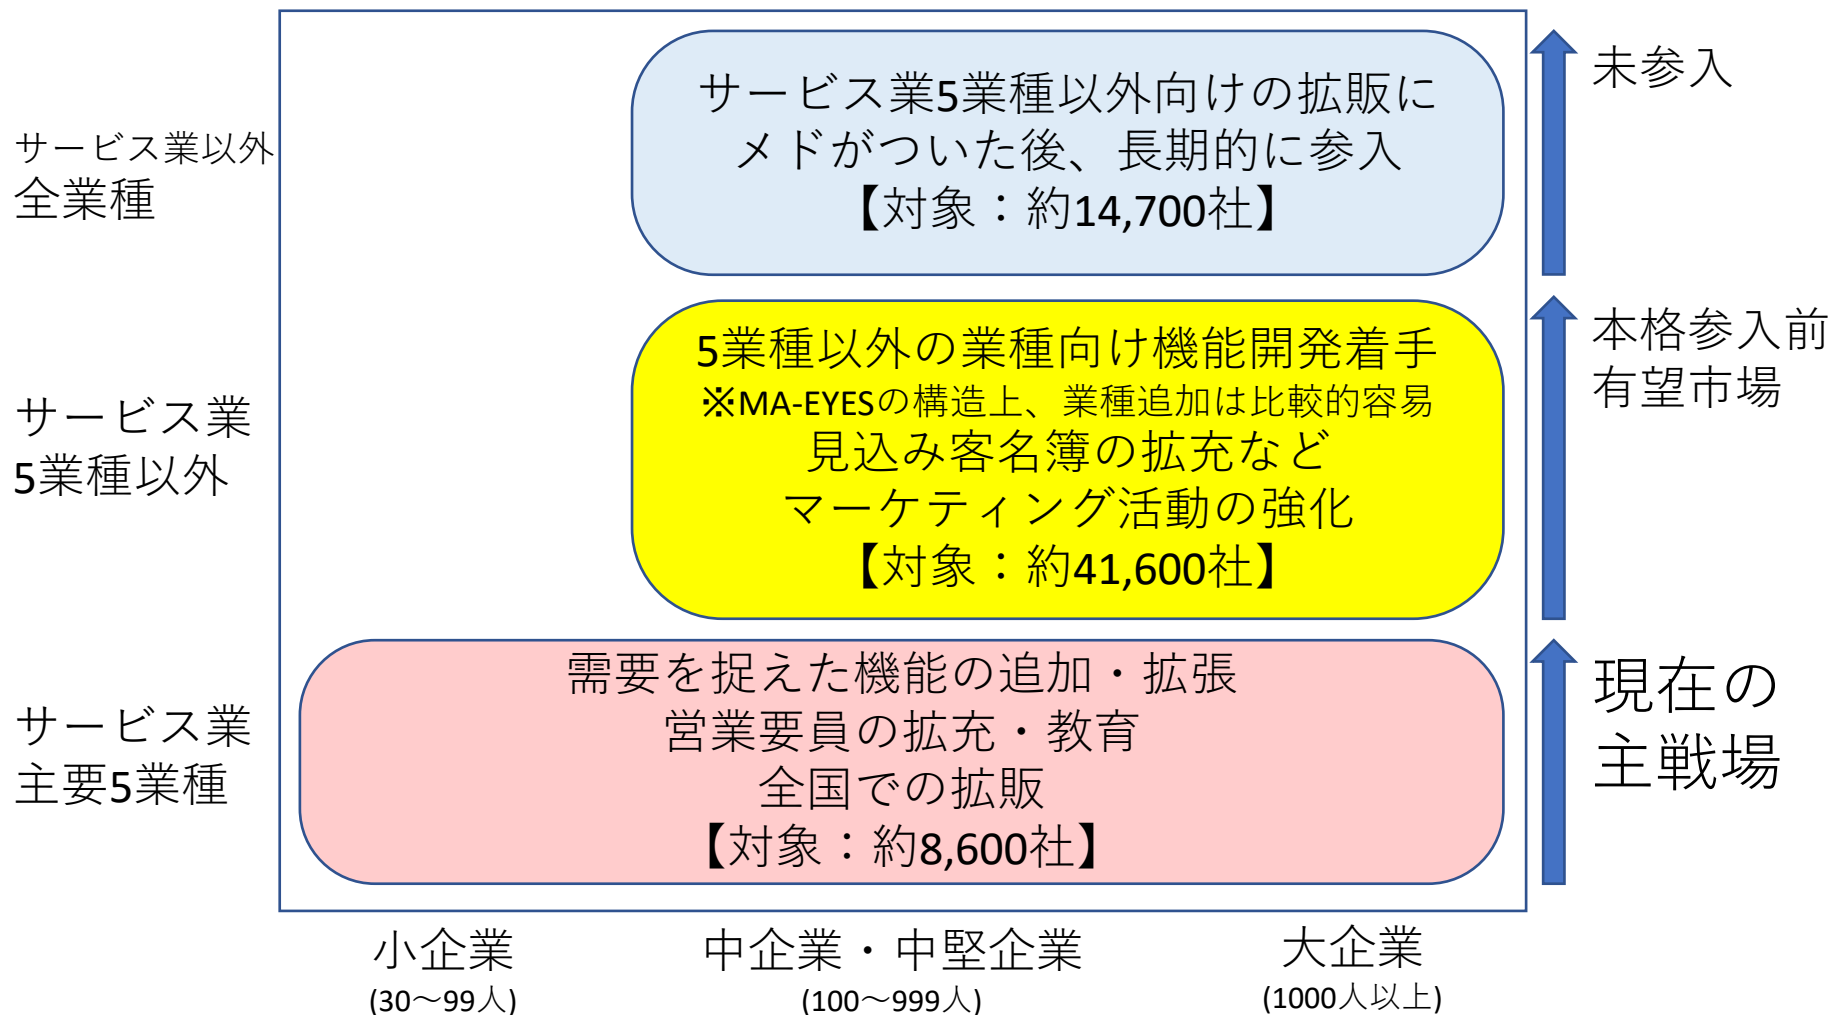 サービス業以外
全業種
サービス業5業種以外向けの拡販に
メドがついた後、長期的に参入
【対象：約14,700社】
未参入
サービス業
5業種以外
5業種以外の業種向け機能開発着手
※MA-EYESの構造上、業種追加は比較的容易
見込み客名簿の拡充など
マーケティング活動の強化
【対象：約41,600社】
本格参入前
有望市場
サービス業
主要5業種
需要を捉えた機能の追加・拡張
営業要員の拡充・教育
全国での拡販
【対象：約8,600社】
現在の
主戦場
小企業
(30～99人)
中企業・中堅企業
(100～999人)
大企業
(1000人以上)